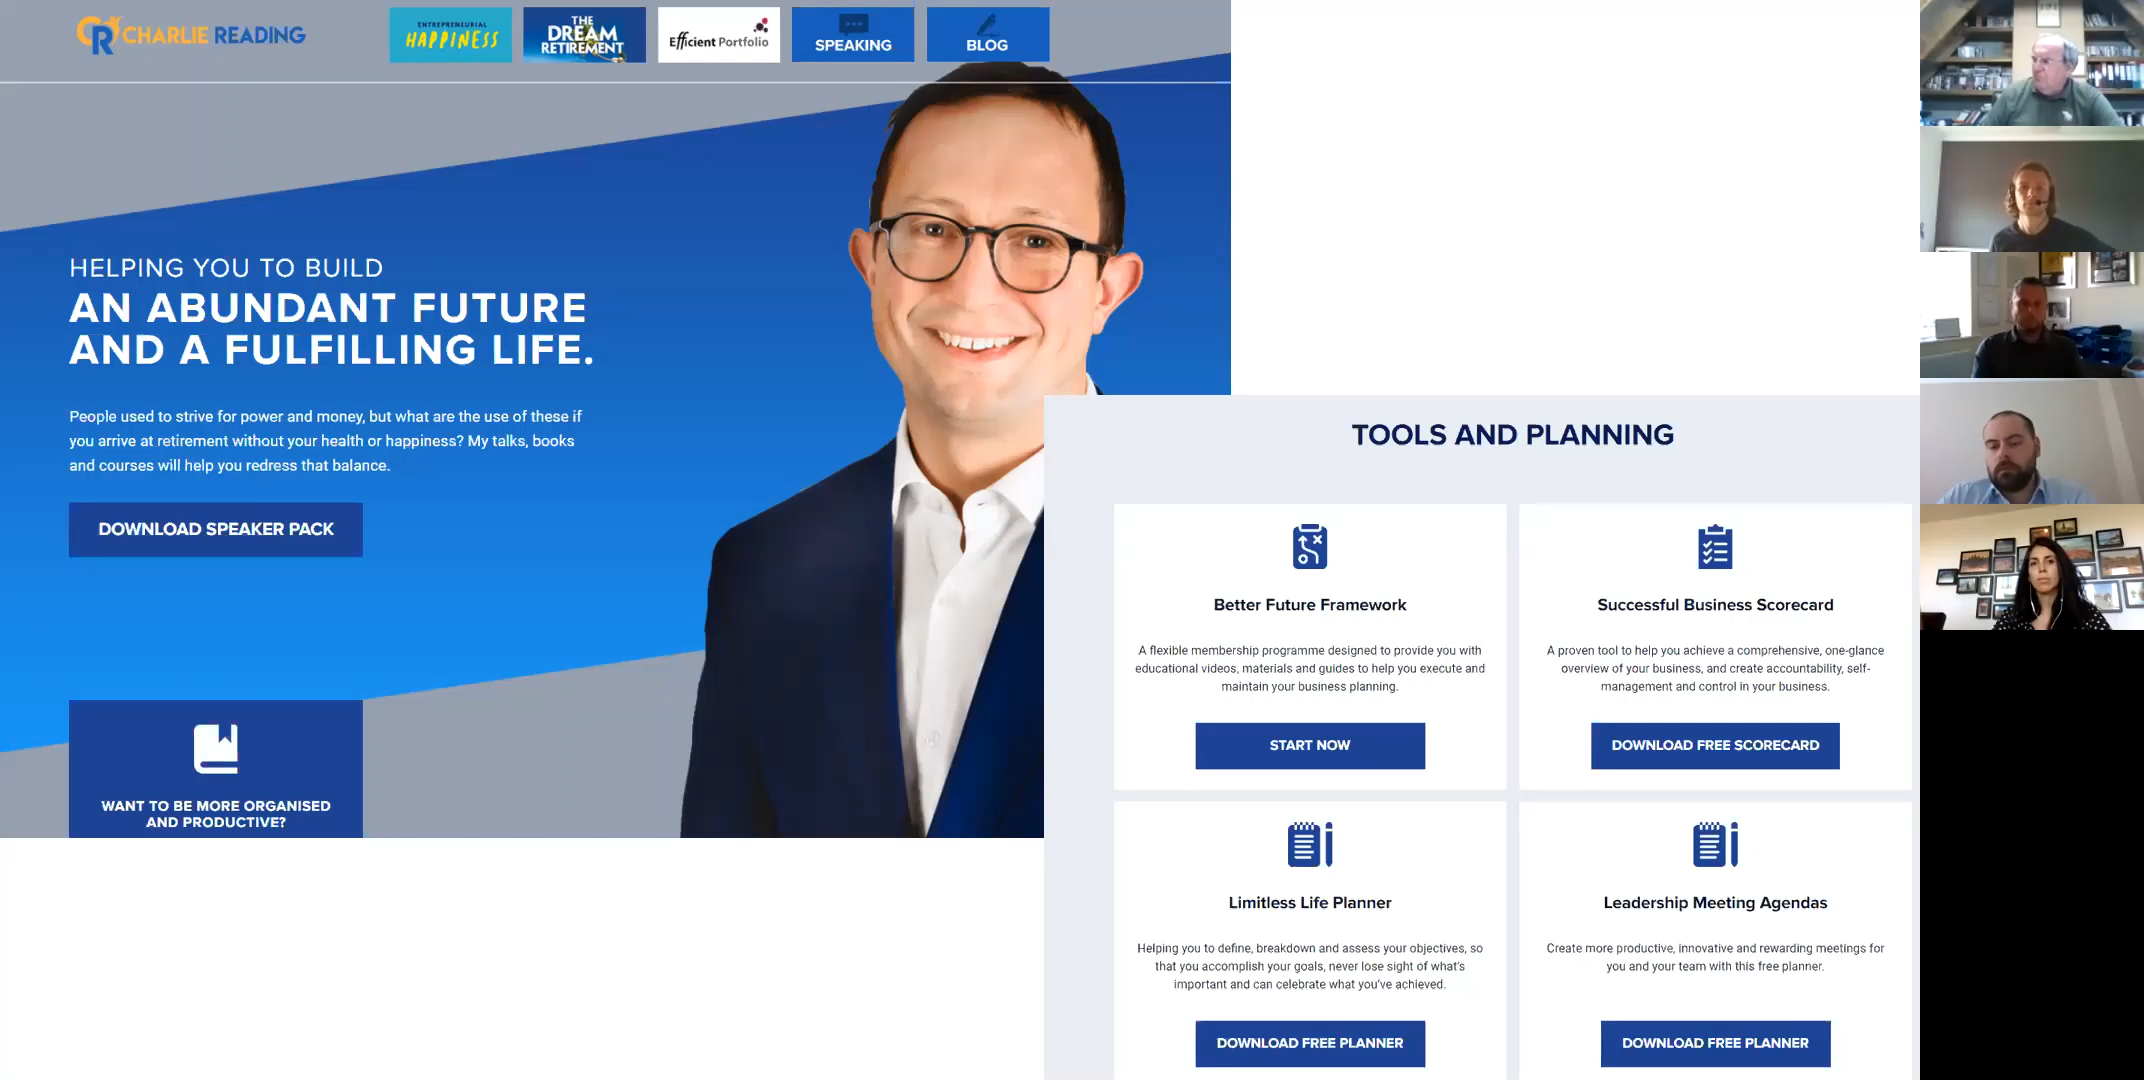 CR CHARLIE READING
ENTREPRENEURIAL
HAPPINESS
THE
DREAM
RETIREMENT
Efficient Portfolio
SPEAKING
BLOG
HELPING YOU TO BUILD
AN ABUNDANT FUTURE
AND A FULFILLING LIFE.
People used to strive for power and money, but what are the use of these if
you arrive at retirement without your health or happiness? My talks, books
and courses will help you redress that balance.
DOWNLOAD SPEAKER PACK
WANT TO BE MORE ORGANISED
AND PRODUCTIVE?
TOOLS AND PLANNING
Better Future Framework
A flexible membership programme designed to provide you with
educational videos, materials and guides to help you execute and
maintain your business planning.
START NOW
Successful Business Scorecard
A proven tool to help you achieve a comprehensive, one-glance
overview of your business, and create accountability, self-
management and control in your business.
DOWNLOAD FREE SCORECARD
Limitless Life Planner
Helping you to define, breakdown and assess your objectives, so
that you accomplish your goals, never lose sight of what's
important and can celebrate what you've achieved.
DOWNLOAD FREE PLANNER
Leadership Meeting Agendas
Create more productive, innovative and rewarding meetings for
you and your team with this free planner.
DOWNLOAD FREE PLANNER